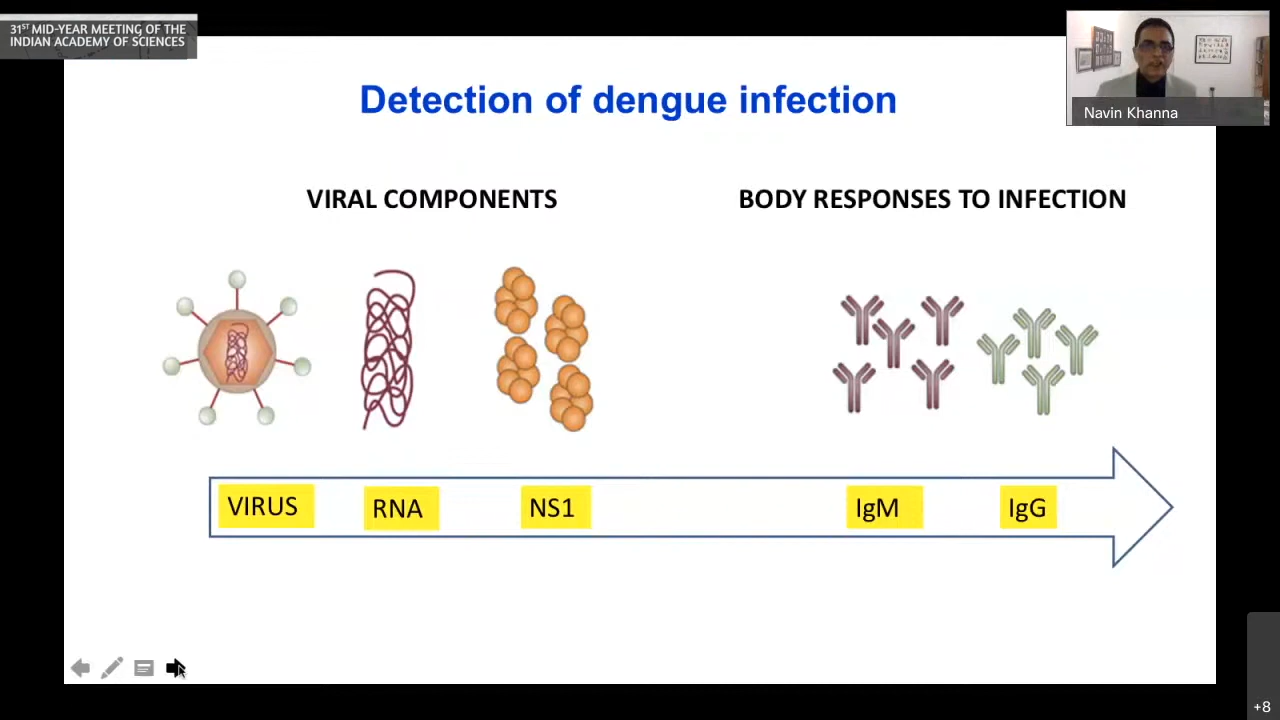 31ST MID-YEAR MEETING OF THE
INDIAN ACADEMY OF SCIENCES
Navin Khanna
Detection of dengue infection
VIRAL COMPONENTS
BODY RESPONSES TO INFECTION
VIRUS
RNA
NS1
IgM
IgG
+8